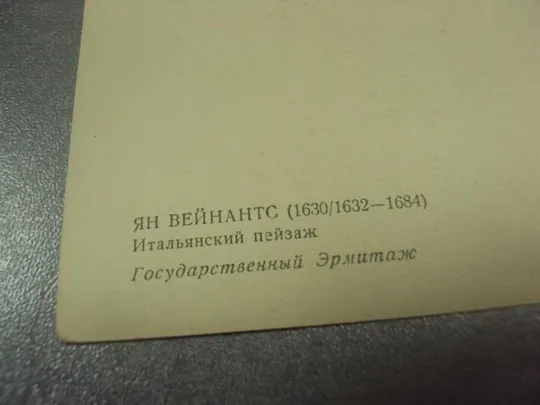 ЯН ВЕЙНАНТС (1630/1632—1684)
Итальянский пейзаж
Государственный Эрмитаж